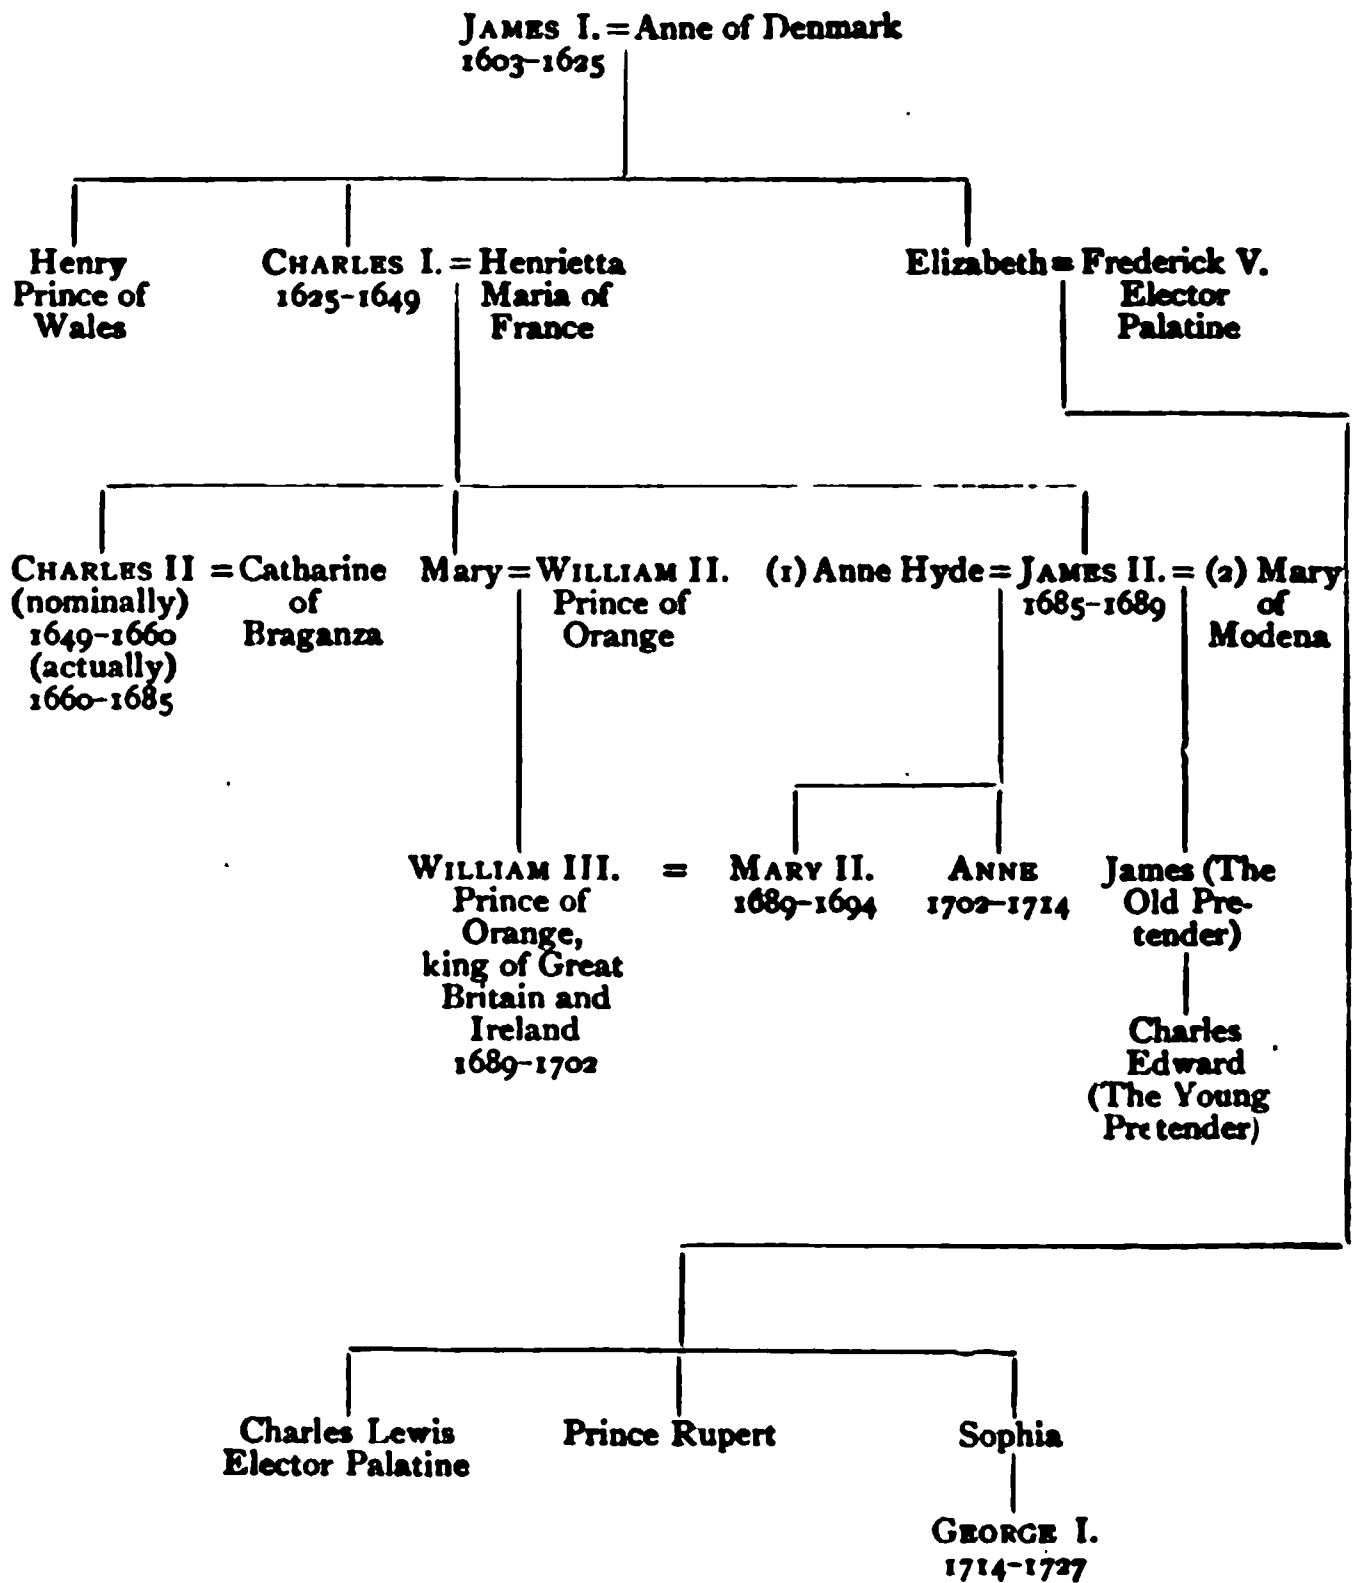 JAMES I. = Anne of Denmark
1603-1625
Henry
Prince of
Wales
CHARLES I. = Henrietta
1625-1649 Maria of
France
Elizabeth = Frederick V.
Elector
Palatine
CHARLES II = Catharine
(nominally) of
1649-1660 Braganza
(actually)
1660-1685
Mary = WILLIAM II.
Prince of
Orange
(1) Anne Hyde = JAMES II. = (2) Mary
1685-1689 of
Modena
WILLIAM III. = MARY II.
Prince of 1689-1694
Orange,
king of Great
Britain and
Ireland
1689-1702
ANNE
1702-1714
James (The
Old Pre-
tender)
Charles
Edward
(The Young
Pretender)
Charles Lewis
Elector Palatine
Prince Rupert
Sophia
GEORGE I.
1714-1727